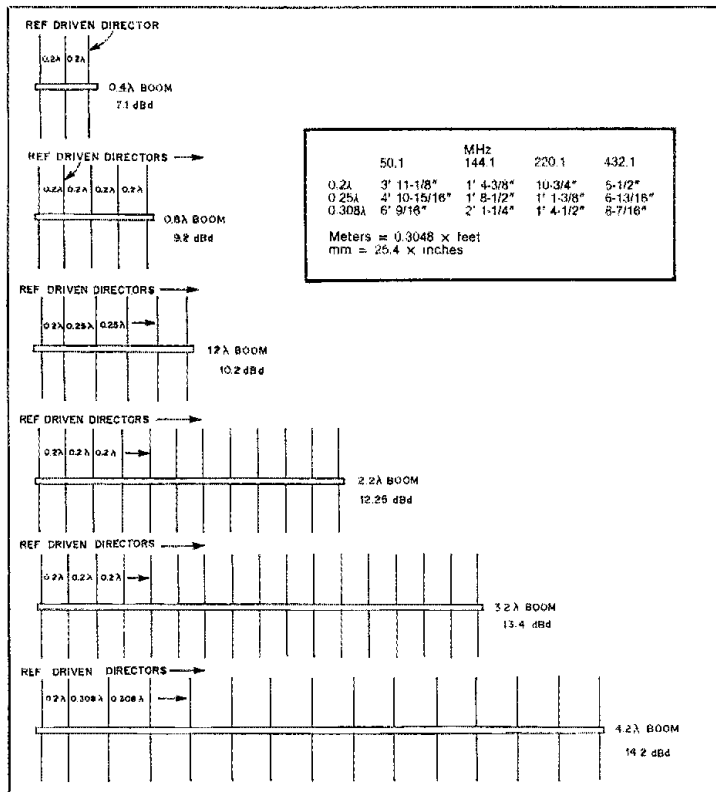 REF DRIVEN DIRECTOR
0.2λ 0.2λ
0.4λ BOOM
7.1 dBd
REF DRIVEN DIRECTORS
0.2λ 0.2λ 0.2λ 0.2λ
0.8λ BOOM
9.2 dBd
MHz
50.1 144.1 220.1 432.1
0.2λ 3' 11-1/8" 1' 4-3/8" 10-3/4" 5-1/2"
0.25λ 4' 10-15/16" 1' 8-1/2" 1' 1-3/8" 6-13/16"
0.308λ 6' 9/16" 2' 1-1/4" 1' 4-1/2" 8-7/16"
Meters = 0.3048 × feet
mm = 25.4 × inches
REF DRIVEN DIRECTORS
0.2λ 0.25λ 0.25λ
1.2λ BOOM
10.2 dBd
REF DRIVEN DIRECTORS
0.2λ 0.2λ 0.2λ
2.2λ BOOM
12.25 dBd
REF DRIVEN DIRECTORS
0.2λ 0.2λ 0.2λ
3.2λ BOOM
13.4 dBd
REF DRIVEN DIRECTORS
0.2λ 0.308λ 0.308λ
4.2λ BOOM
14.2 dBd